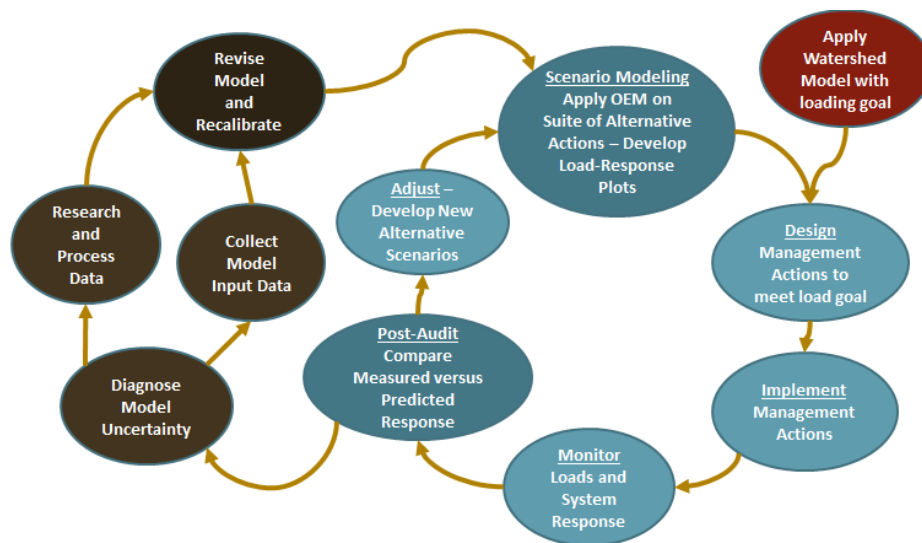 Revise
Model
and
Recalibrate
Scenario Modeling
Apply OEM on
Suite of Alternative
Actions – Develop
Load-Response
Plots
Apply
Watershed
Model with
loading goal
Research
and
Process
Data
Collect
Model
Input Data
Adjust –
Develop New
Alternative
Scenarios
Design
Management
Actions to
meet load goal
Diagnose
Model
Uncertainty
Post-Audit
Compare
Measured versus
Predicted
Response
Implement
Management
Actions
Monitor
Loads and
System
Response